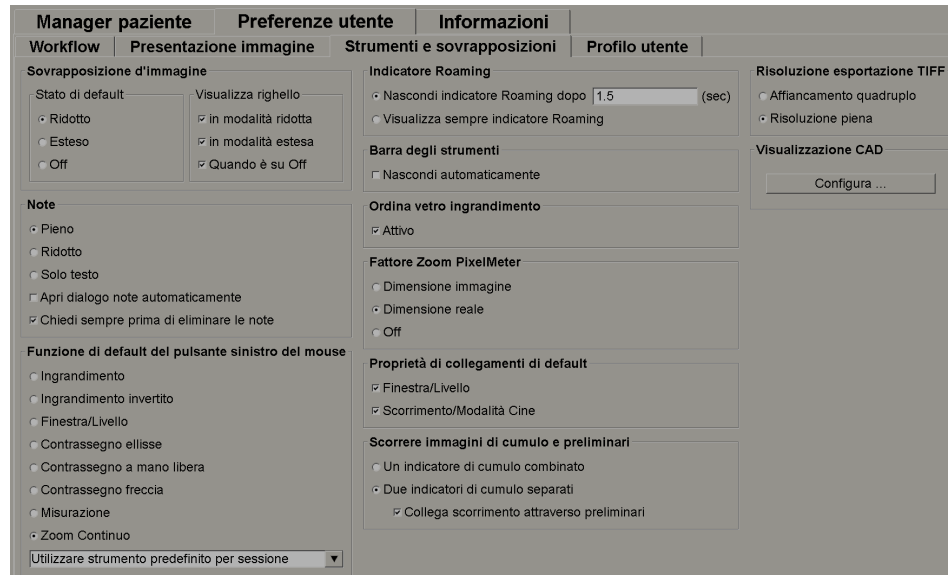 Manager paziente
Preferenze utente
Informazioni
Workflow
Presentazione immagine
Strumenti e sovrapposizioni
Profilo utente
Sovrapposizione d'immagine
Stato di default
Ridotto
Esteso
Off
Visualizza righello
in modalità ridotta
in modalità estesa
Quando è su Off
Note
Pieno
Ridotto
Solo testo
Apri dialogo note automaticamente
Chiedi sempre prima di eliminare le note
Funzione di default del pulsante sinistro del mouse
Ingrandimento
Ingrandimento invertito
Finestra/Livello
Contrassegno ellisse
Contrassegno a mano libera
Contrassegno freccia
Misurazione
Zoom Continuo
Utilizzare strumento predefinito per sessione
Indicatore Roaming
Nascondi indicatore Roaming dopo 1.5 (sec)
Visualizza sempre indicatore Roaming
Barra degli strumenti
Nascondi automaticamente
Ordina vetro ingrandimento
Attivo
Fattore Zoom PixelMeter
Dimensione immagine
Dimensione reale
Off
Proprietà di collegamenti di default
Finestra/Livello
Scorrimento/Modalità Cine
Scorrere immagini di cumulo e preliminari
Un indicatore di cumulo combinato
Due indicatori di cumulo separati
Collega scorrimento attraverso preliminari
Risoluzione esportazione TIFF
Affiancamento quadruplo
Risoluzione piena
Visualizzazione CAD
Configura ...